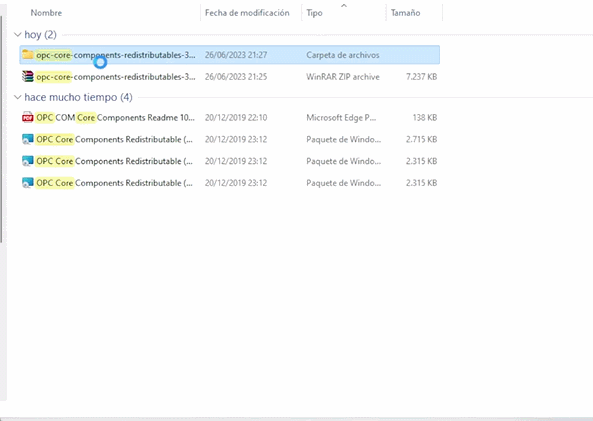 Nombre Fecha de modificación Tipo Tamaño
hoy (2)
opc-core-components-redistributables-3... 26/06/2023 21:27 Carpeta de archivos
opc-core-components-redistributables-3... 26/06/2023 21:25 WinRAR ZIP archive 7.237 KB
hace mucho tiempo (4)
OPC COM Core Components Readme 10... 20/12/2019 22:10 Microsoft Edge P... 138 KB
OPC Core Components Redistributable (... 20/12/2019 23:12 Paquete de Windo... 2.715 KB
OPC Core Components Redistributable (... 20/12/2019 23:12 Paquete de Windo... 2.315 KB
OPC Core Components Redistributable (... 20/12/2019 23:12 Paquete de Windo... 2.315 KB